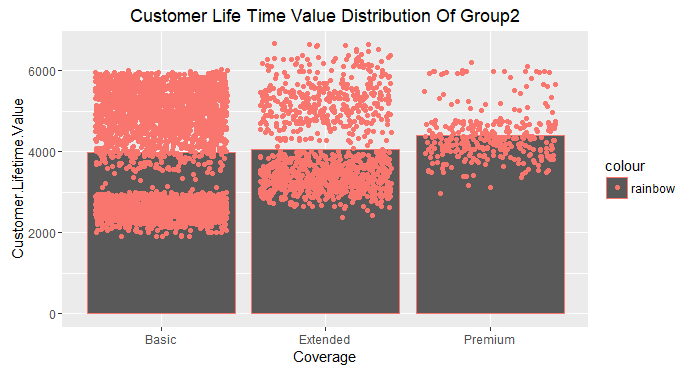 Customer Life Time Value Distribution Of Group2
Customer.Lifetime.Value
6000
4000
2000
0
Basic
Extended
Premium
Coverage
colour
rainbow